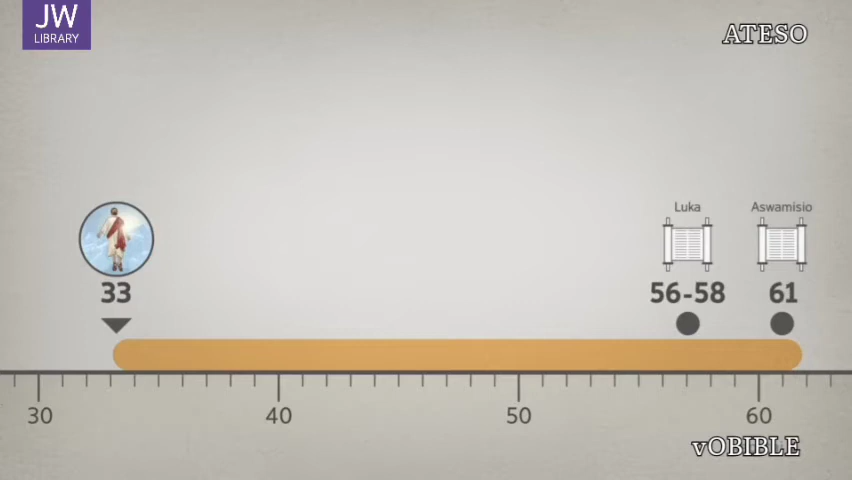 JW
LIBRARY
ATESO
Luka
Aswamisio
33
56-58
61
30
40
50
60
vOBIBLE